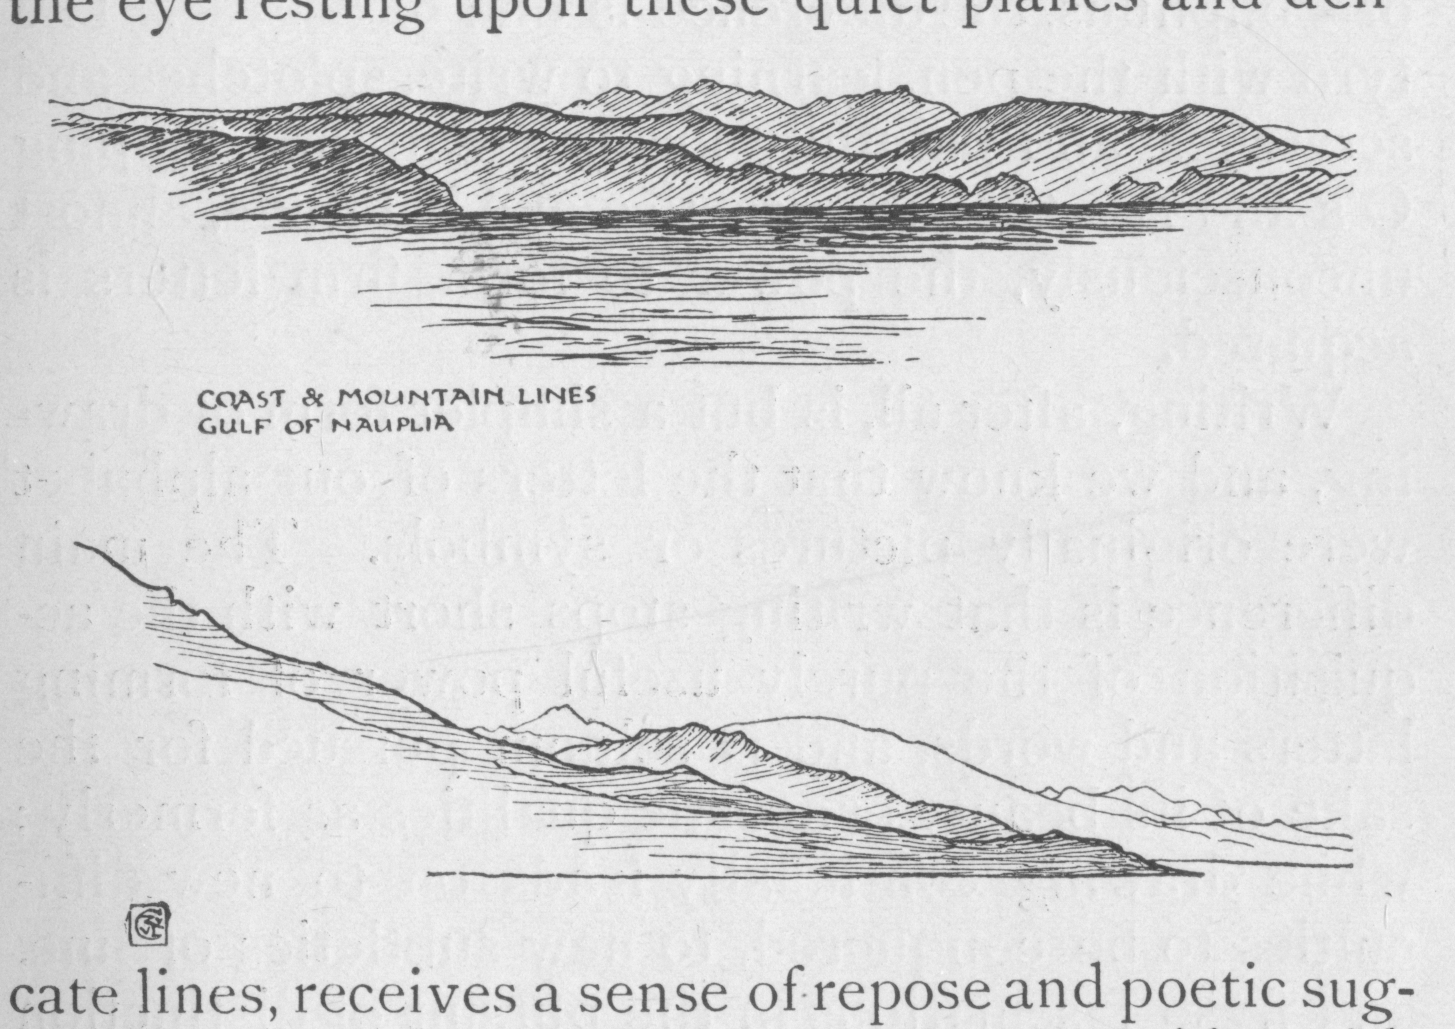 the eye resting upon these quiet planes and deli-
COAST & MOUNTAIN LINES
GULF OF NAUPLIA
cate lines, receives a sense of repose and poetic sug-